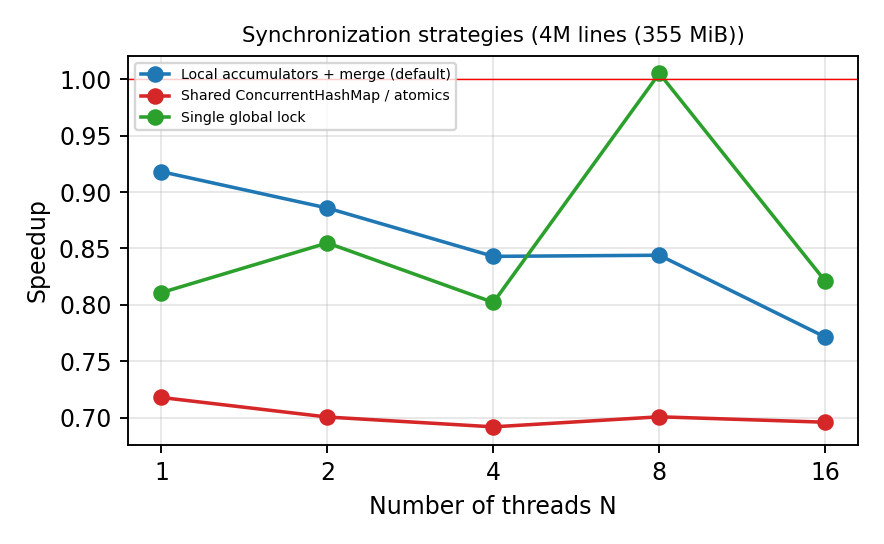 Synchronization strategies (4M lines (355 MiB))
Local accumulators + merge (default)
Shared ConcurrentHashMap / atomics
Single global lock
Speedup
1.00
0.95
0.90
0.85
0.80
0.75
0.70
1 2 4 8 16
Number of threads N